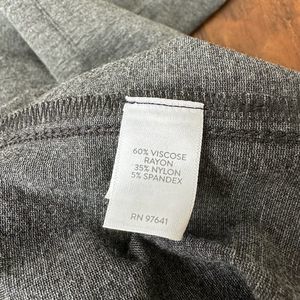 60% VISCOSE
RAYON
35% NYLON
5% SPANDEX
RN 97641